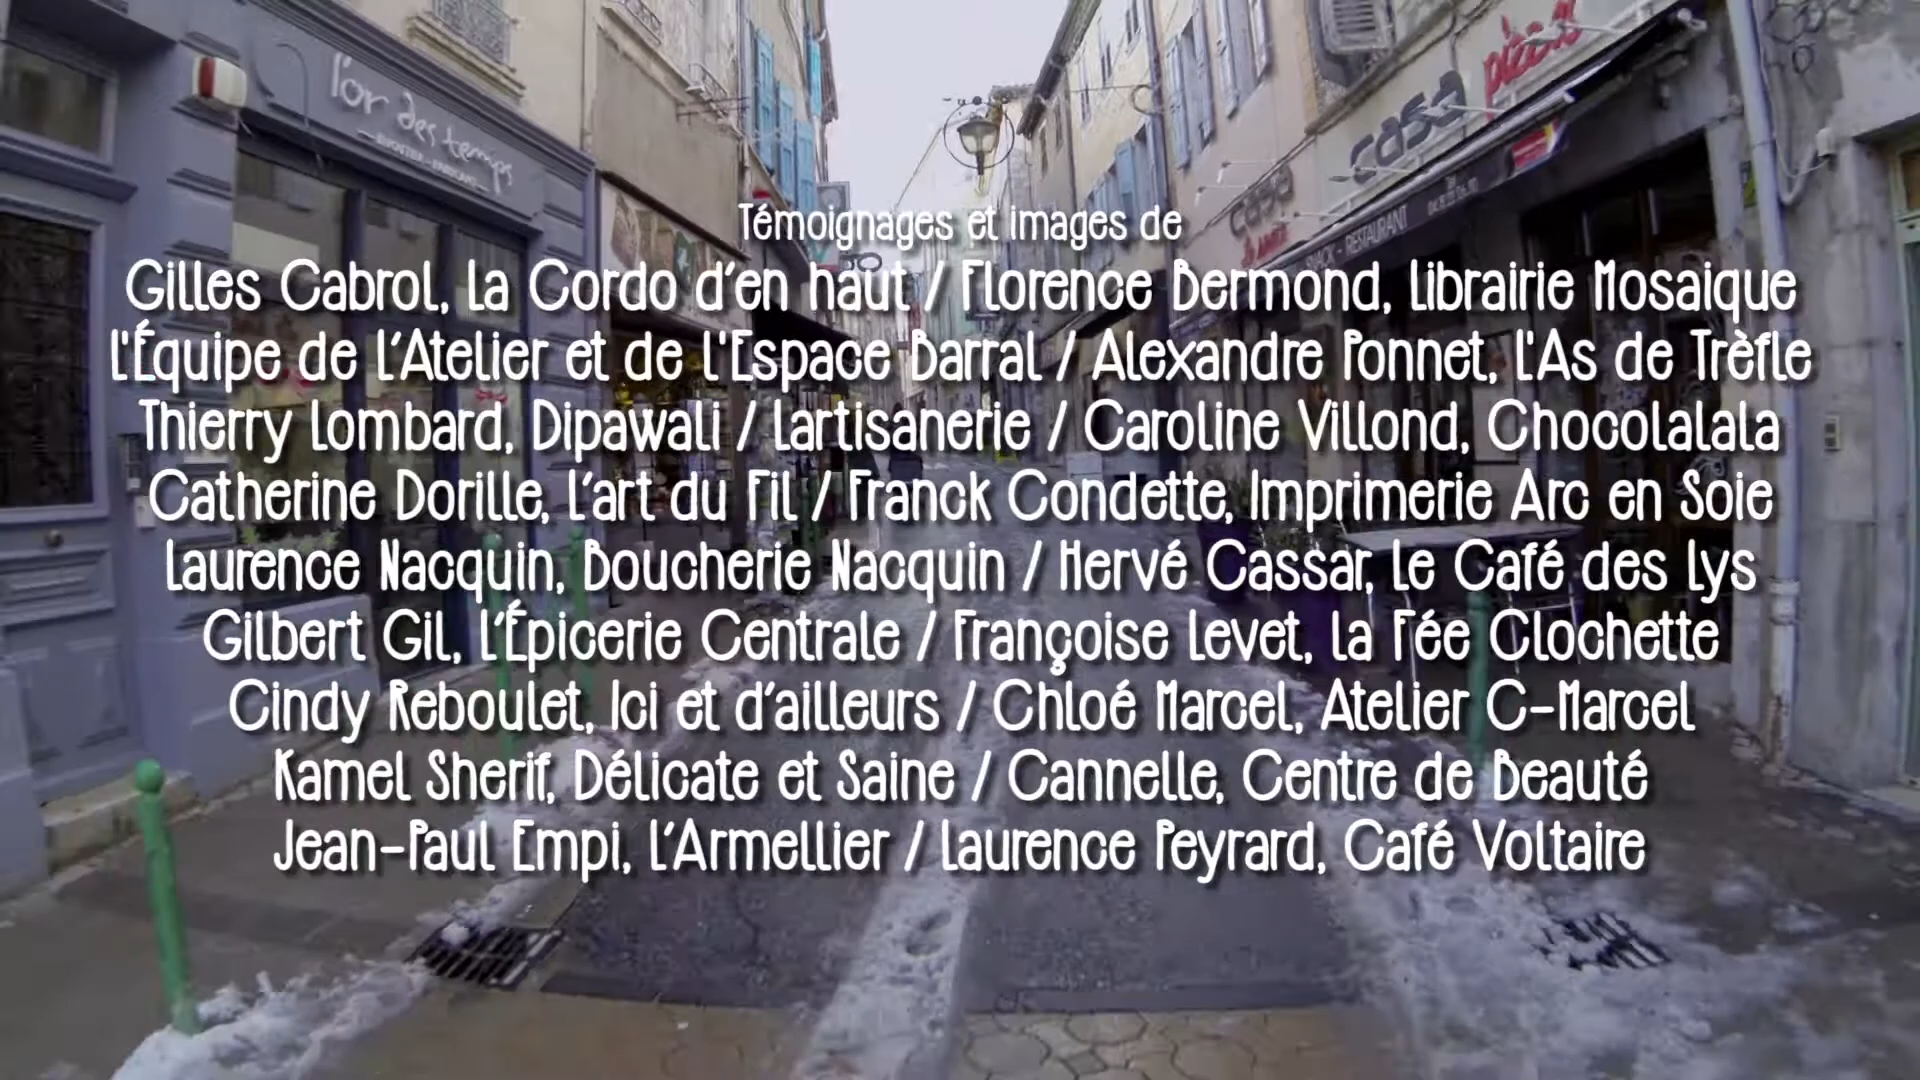 l'or des temps
casa pizza
SNACK - RESTAURANT
Témoignages et images de
Gilles Cabrol, La Cordo d'en haut / Florence Bermond, Librairie Mosaique
l'Équipe de l'Atelier et de l'Espace Barral / Alexandre Ponnet, L'As de Trèfle
Thierry Lombard, Dipawali / Lartisanerie / Caroline Villond, Chocolalala
Catherine Dorille, L'art du Fil / Franck Condette, Imprimerie Arc en Soie
Laurence Nacquin, Boucherie Nacquin / Hervé Cassar, Le Café des Lys
Gilbert Gil, L'Épicerie Centrale / Françoise Levet, La Fée Clochette
Cindy Reboulet, Ici et d'ailleurs / Chloé Marcel, Atelier C-Marcel
Kamel Sherif, Délicate et Saine / Cannelle, Centre de Beauté
Jean-Paul Empi, L'Armellier / Laurence Peyrard, Café Voltaire